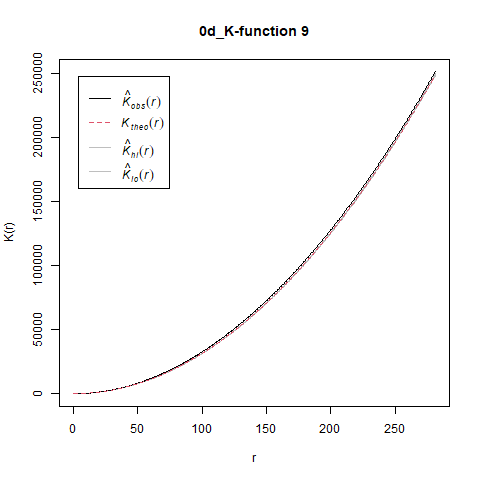 0d_K-function 9
K̂obs(r)
Ktheo(r)
K̂hi(r)
K̂lo(r)
K(r)
250000
200000
150000
100000
50000
0
0 50 100 150 200 250
r